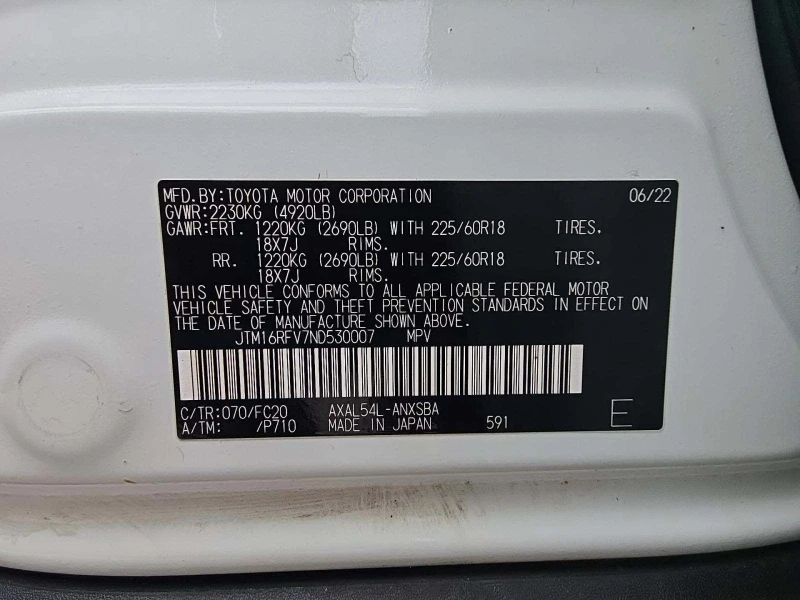 MFD.BY:TOYOTA MOTOR CORPORATION 06/22
GVWR:2230KG (4920LB)
GAWR:FRT. 1220KG (2690LB) WITH 225/60R18 TIRES.
18X7J RIMS.
RR. 1220KG (2690LB) WITH 225/60R18 TIRES.
18X7J RIMS.
THIS VEHICLE CONFORMS TO ALL APPLICABLE FEDERAL MOTOR
VEHICLE SAFETY AND THEFT PREVENTION STANDARDS IN EFFECT ON
THE DATE OF MANUFACTURE SHOWN ABOVE.
JTM16RFV7ND530007 MPV
C/TR:070/FC20 AXAL54L-ANXSBA
A/TM: /P710 MADE IN JAPAN 591 E